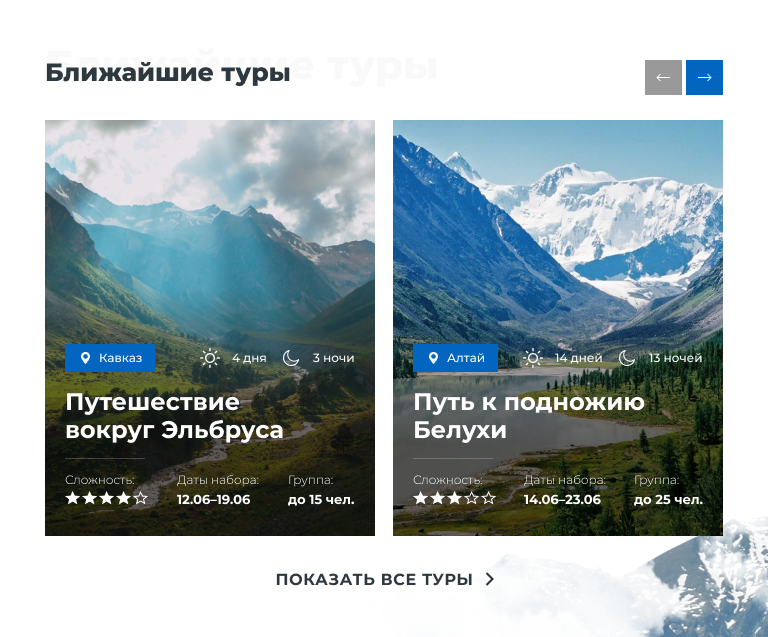 Ближайшие туры
Ближайшие туры
Кавказ 4 дня 3 ночи
Путешествие
вокруг Эльбруса
Сложность: Даты набора: Группа:
12.06–19.06 до 15 чел.
Алтай 14 дней 13 ночей
Путь к подножию
Белухи
Сложность: Даты набора: Группа:
14.06–23.06 до 25 чел.
ПОКАЗАТЬ ВСЕ ТУРЫ